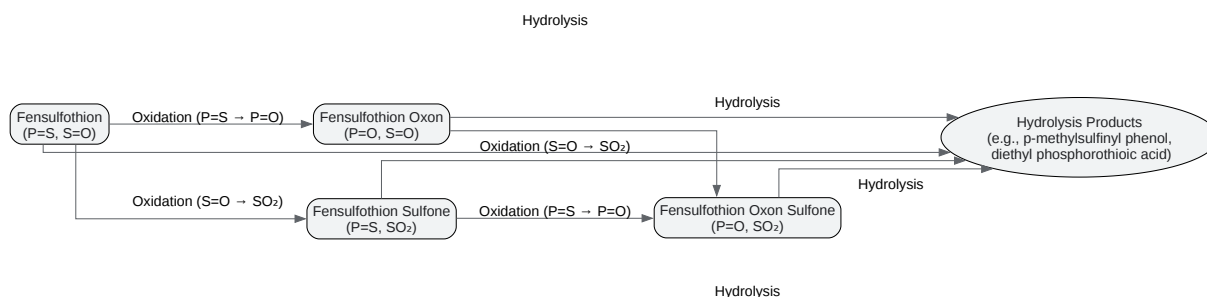 Hydrolysis
Fensulfothion
(P=S, S=O)
Oxidation (P=S → P=O)
Fensulfothion Oxon
(P=O, S=O)
Hydrolysis
Hydrolysis Products
(e.g., p-methylsulfinyl phenol,
diethyl phosphorothioic acid)
Oxidation (S=O → SO₂)
Hydrolysis
Oxidation (S=O → SO₂)
Fensulfothion Sulfone
(P=S, SO₂)
Oxidation (P=S → P=O)
Fensulfothion Oxon Sulfone
(P=O, SO₂)
Hydrolysis